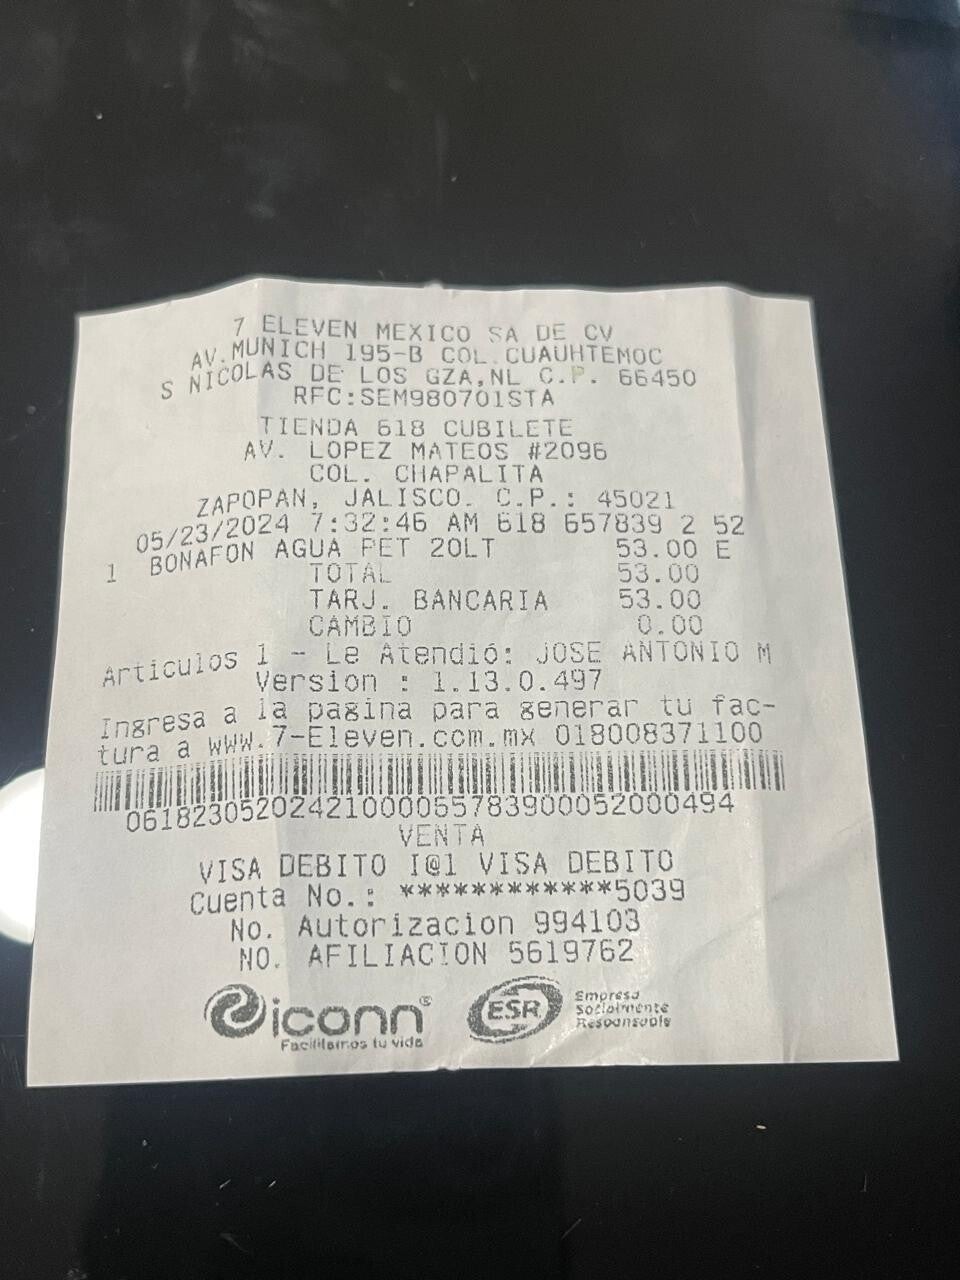 7 ELEVEN MEXICO SA DE CV
AV.MUNICH 195-B COL.CUAUHTEMOC
S NICOLAS DE LOS GZA,NL C.P. 66450
RFC:SEM980701STA
TIENDA 618 CUBILETE
AV. LOPEZ MATEOS #2096
COL. CHAPALITA
ZAPOPAN, JALISCO. C.P.: 45021
05/23/2024 7:32:46 AM 618 657839 2 52
1 BONAFON AGUA PET 20LT 53.00 E
TOTAL 53.00
TARJ. BANCARIA 53.00
CAMBIO 0.00
Articulos 1 - Le Atendió: JOSE ANTONIO M
Version : 1.13.0.497
Ingresa a la pagina para generar tu fac-
tura a www.7-Eleven.com.mx 018008371100
06182305202421000065783900052000494
VENTA
VISA DEBITO I@1 VISA DEBITO
Cuenta No.: ************5039
No. Autorizacion 994103
NO. AFILIACION 5619762
iconn®
Facilitamos tu vida
ESR
Empresa
Socialmente
Responsable